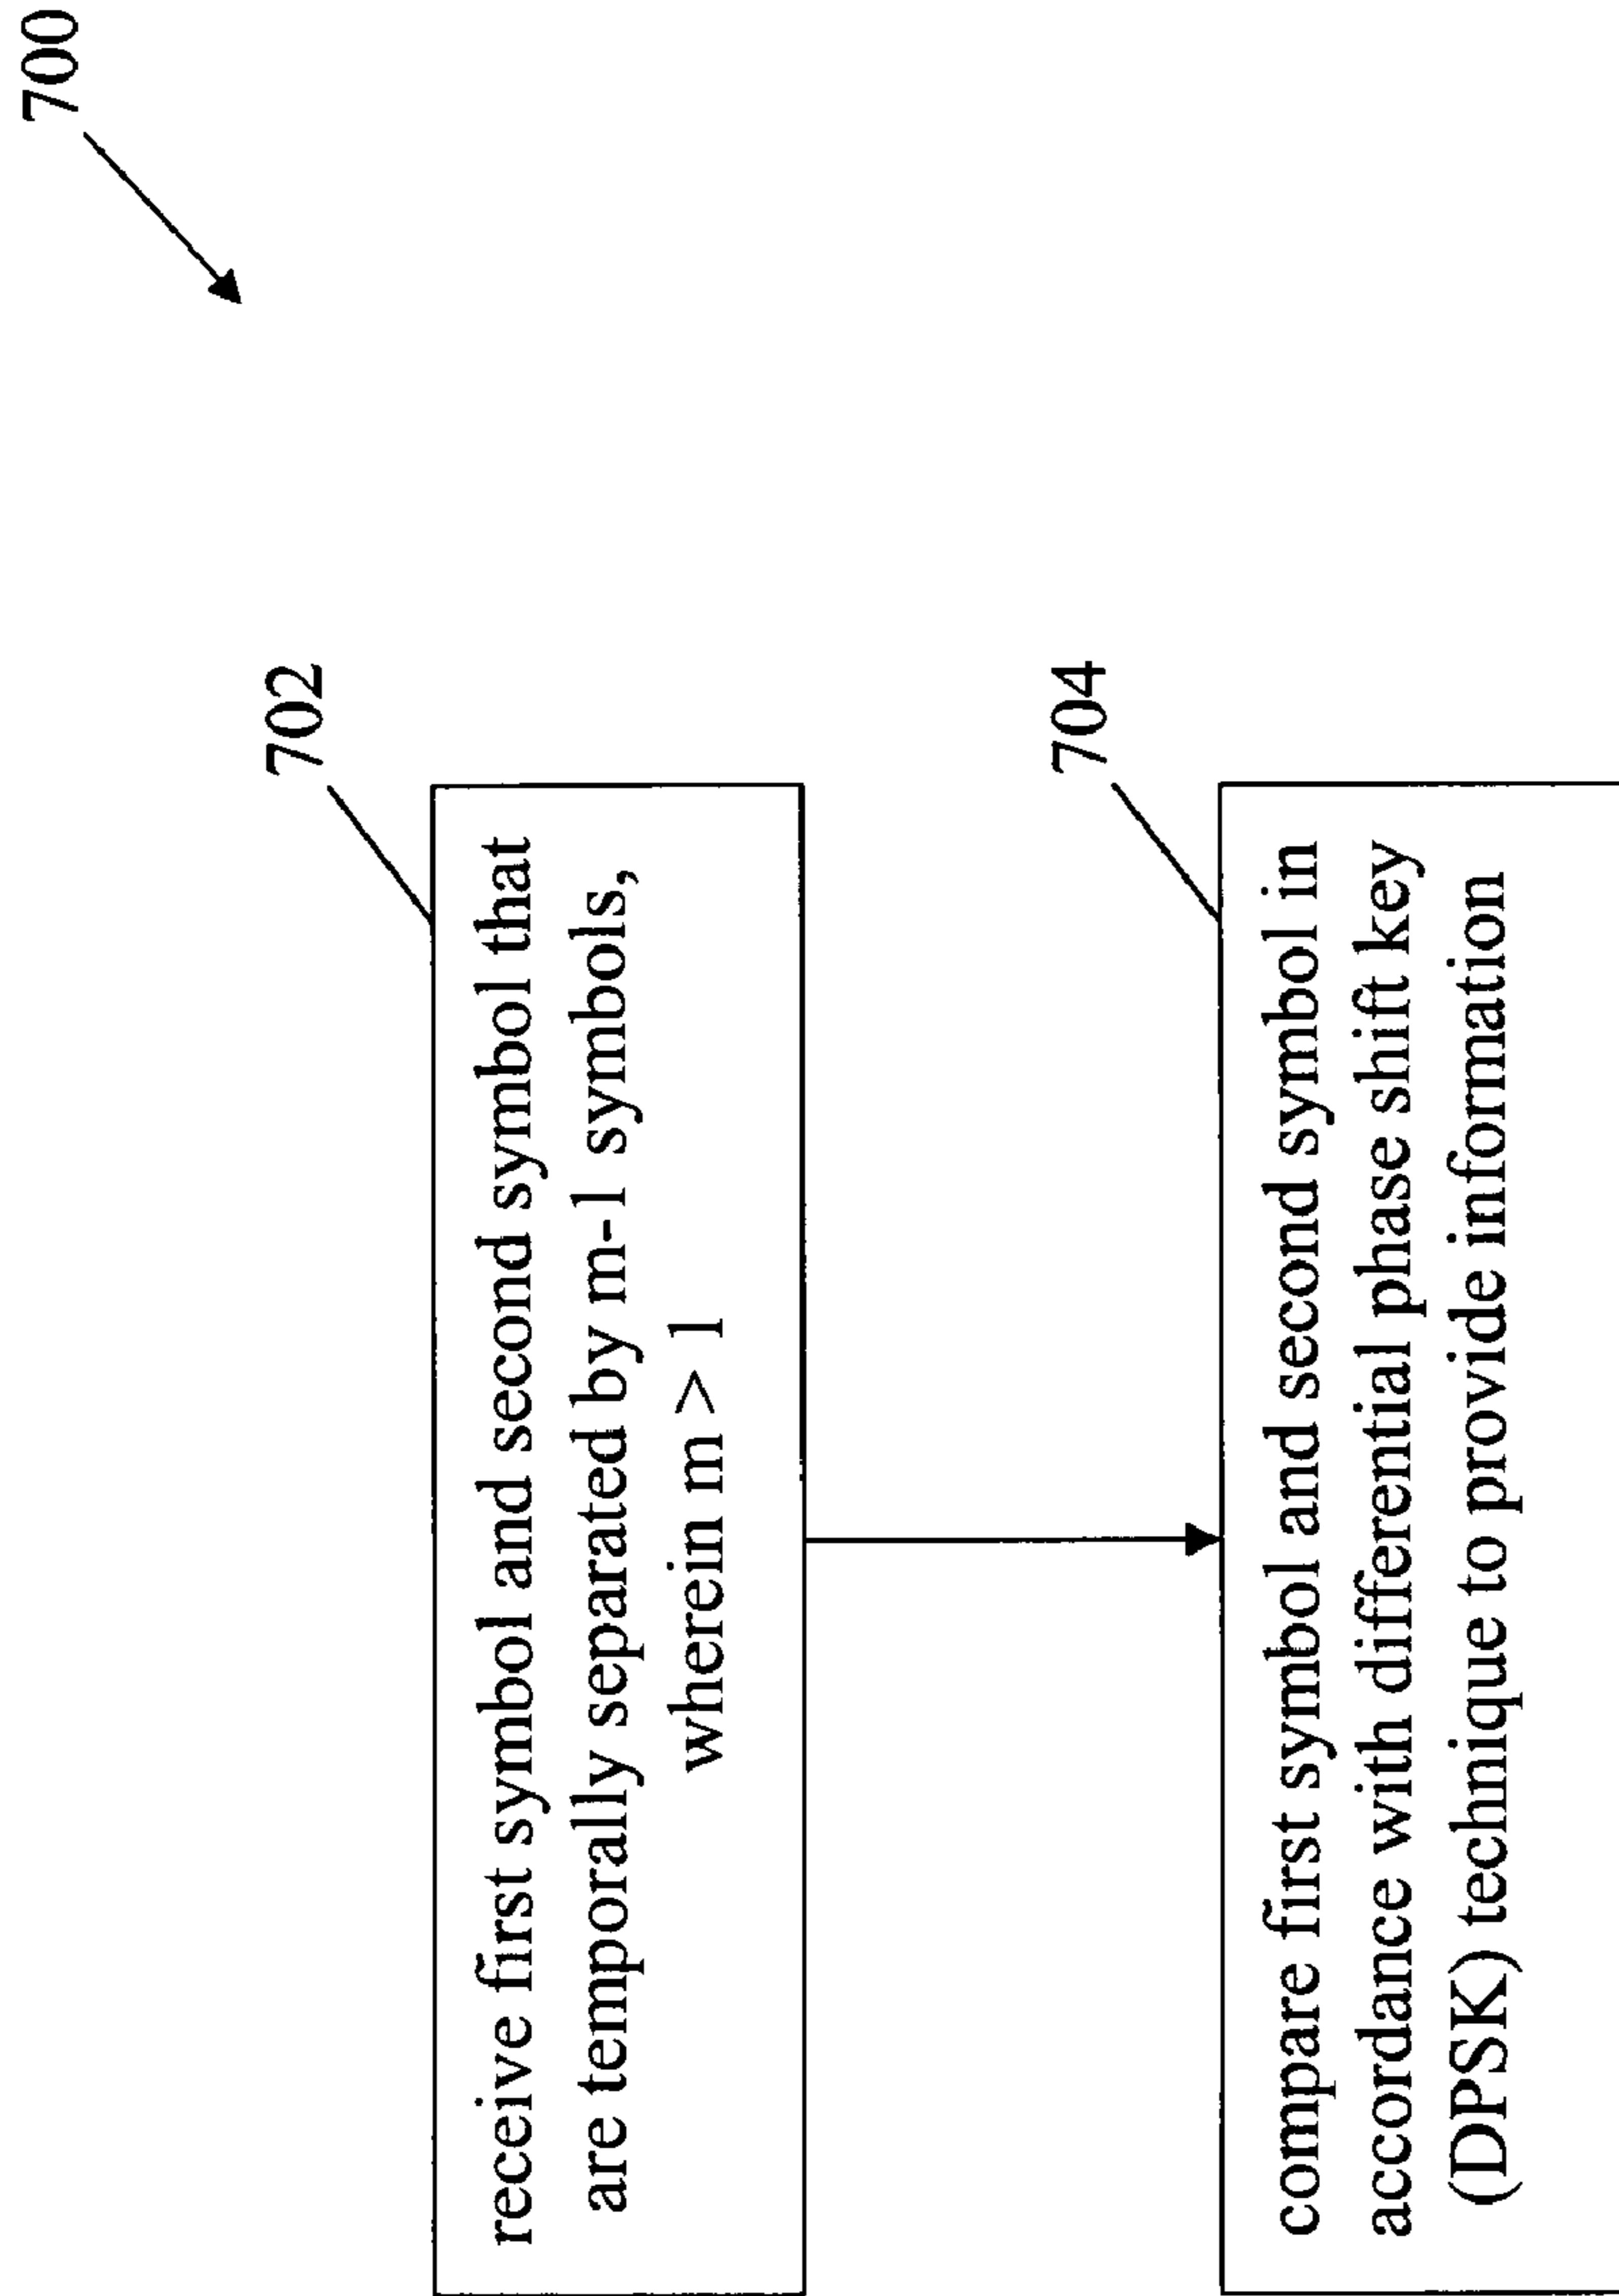 700
702
receive first symbol and second symbol that
are temporally separated by m-1 symbols,
wherein m > 1
704
compare first symbol and second symbol in
accordance with differential phase shift key
(DPSK) technique to provide information